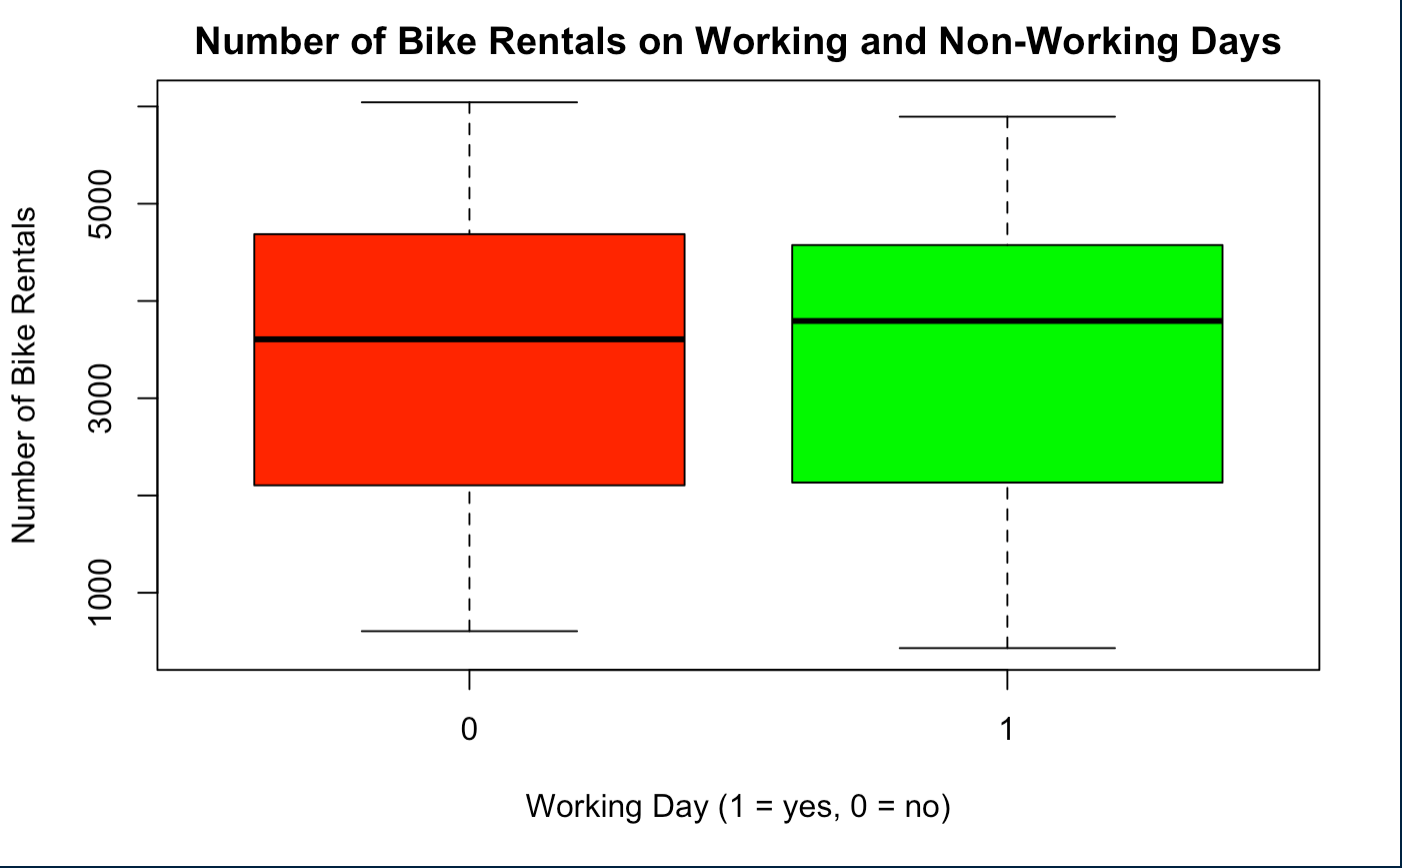 Number of Bike Rentals on Working and Non-Working Days
Number of Bike Rentals
5000
3000
1000
0
1
Working Day (1 = yes, 0 = no)